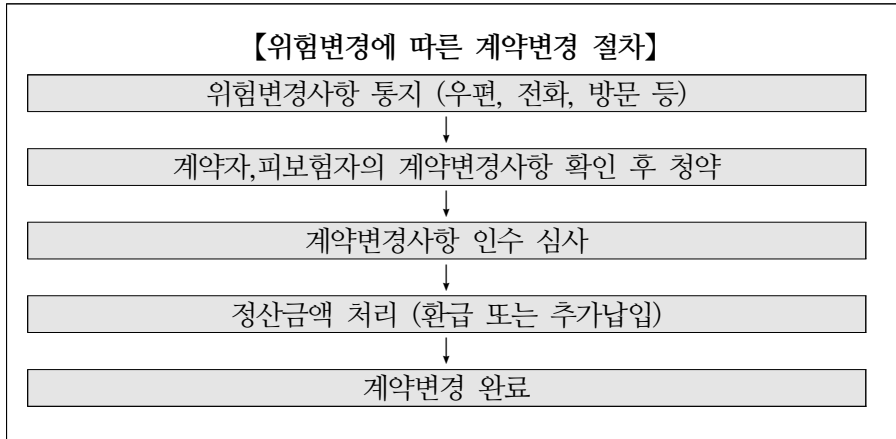 【위험변경에 따른 계약변경 절차】
위험변경사항 통지 (우편, 전화, 방문 등)
계약자,피보험자의 계약변경사항 확인 후 청약
계약변경사항 인수 심사
정산금액 처리 (환급 또는 추가납입)
계약변경 완료